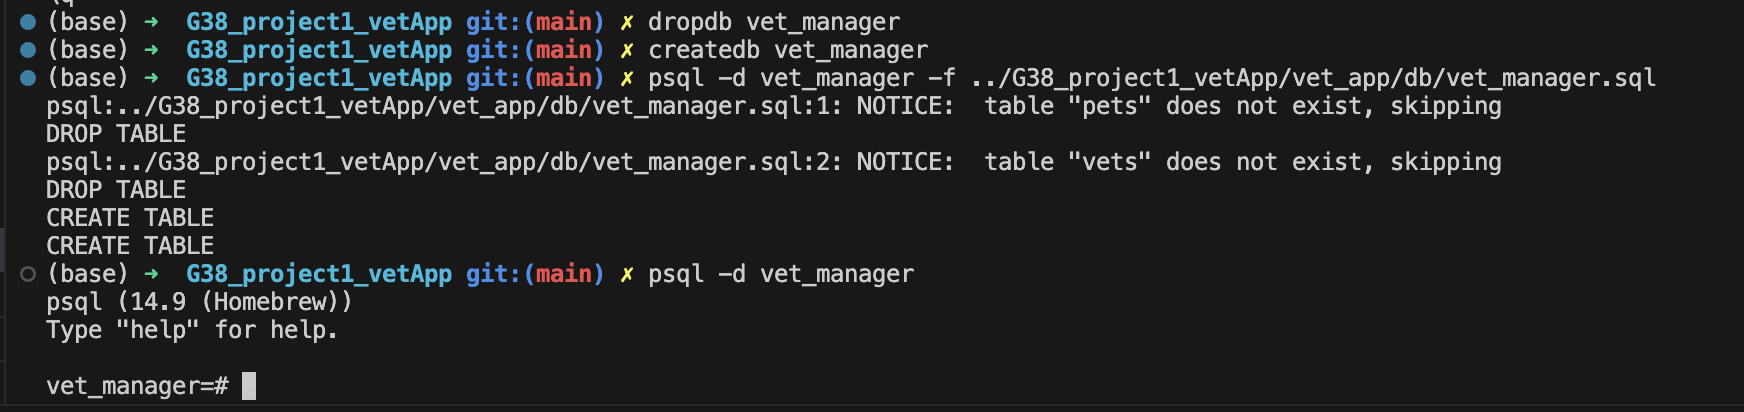 (base) ➜  G38_project1_vetApp git:(main) ✗ dropdb vet_manager
(base) ➜  G38_project1_vetApp git:(main) ✗ createdb vet_manager
(base) ➜  G38_project1_vetApp git:(main) ✗ psql -d vet_manager -f ../G38_project1_vetApp/vet_app/db/vet_manager.sql
psql:../G38_project1_vetApp/vet_app/db/vet_manager.sql:1: NOTICE:  table "pets" does not exist, skipping
DROP TABLE
psql:../G38_project1_vetApp/vet_app/db/vet_manager.sql:2: NOTICE:  table "vets" does not exist, skipping
DROP TABLE
CREATE TABLE
CREATE TABLE
(base) ➜  G38_project1_vetApp git:(main) ✗ psql -d vet_manager
psql (14.9 (Homebrew))
Type "help" for help.

vet_manager=#